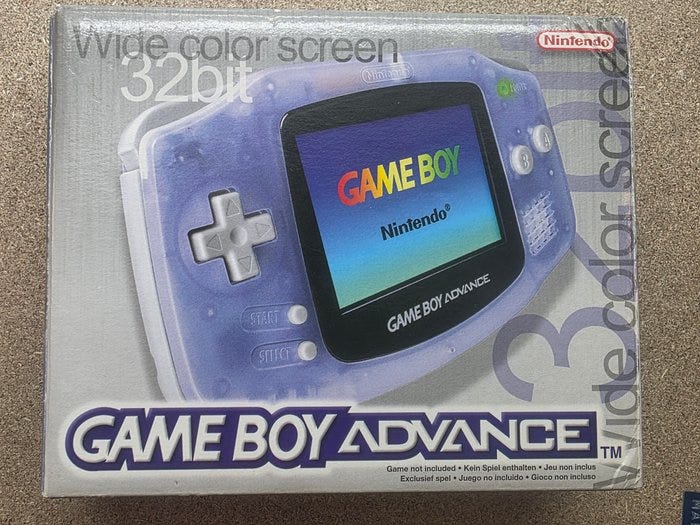 Wide color screen
32bit
Nintendo
Nintendo
GAME BOY
Nintendo®
GAME BOY ADVANCE
A
B
START
SELECT
32bit
Wide color screen
GAME BOY ADVANCE TM
Game not included • Kein Spiel enthalten • Jeu non inclus
Exclusief spel • Juego no incluido • Gioco non incluso